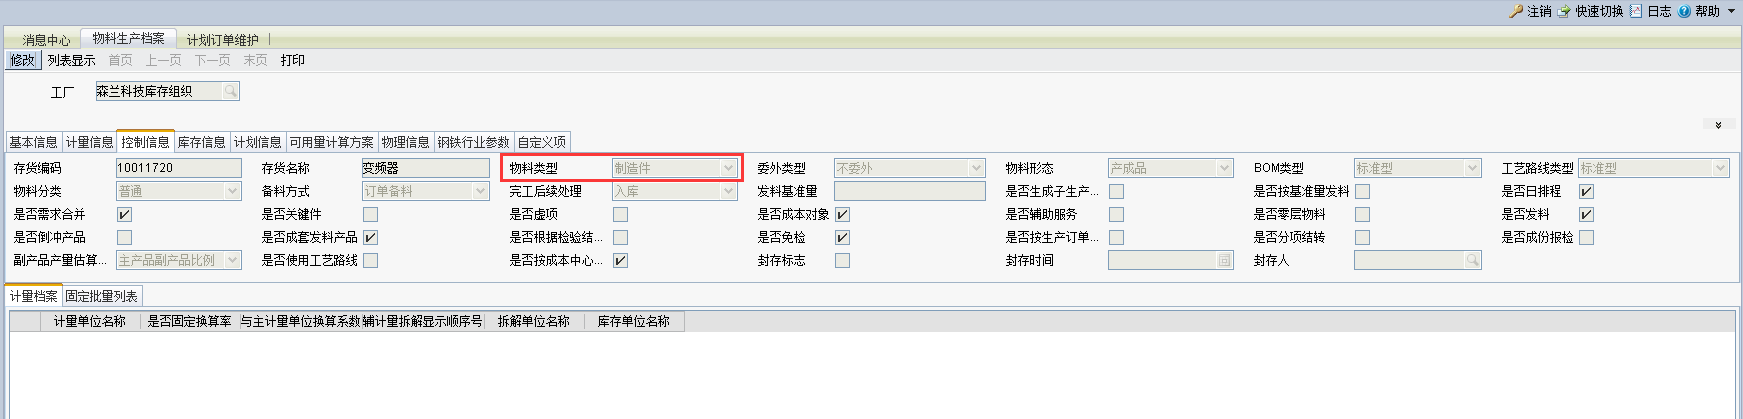 注销 快速切换 日志 帮助
消息中心 物料生产档案 计划订单维护
修改 列表显示 首页 上一页 下一页 末页 打印
工厂 森兰科技库存组织
基本信息 计量信息 控制信息 库存信息 计划信息 可用量计算方案 物理信息 钢铁行业参数 自定义项
存货编码 10011720 存货名称 变频器 物料类型 制造件 委外类型 不委外 物料形态 产成品 BOM类型 标准型 工艺路线类型 标准型
物料分类 普通 备料方式 订单备料 完工后续处理 入库 发料基准量 是否生成子生产... 是否按基准量发料 是否日排程
是否需求合并 是否关键件 是否虚项 是否成本对象 是否辅助服务 是否零层物料 是否发料
是否倒冲产品 是否成套发料产品 是否根据检验结... 是否免检 是否按生产订单... 是否分项结转 是否成份报检
副产品产量估算... 主产品副产品比例 是否使用工艺路线 是否按成本中心... 封存标志 封存时间 封存人
计量档案 固定批量列表
计量单位名称 是否固定换算率 与主计量单位换算系数 辅计量拆解显示顺序号 拆解单位名称 库存单位名称